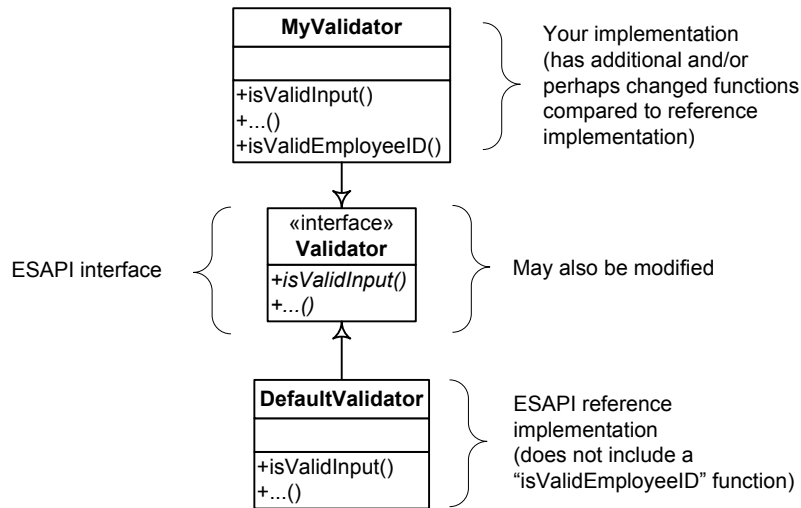 MyValidator
+isValidInput()
+...()
+isValidEmployeeID()
Your implementation
(has additional and/or
perhaps changed functions
compared to reference
implementation)
ESAPI interface
«interface»
Validator
+isValidInput()
+...()
May also be modified
DefaultValidator
+isValidInput()
+...()
ESAPI reference
implementation
(does not include a
“isValidEmployeeID” function)